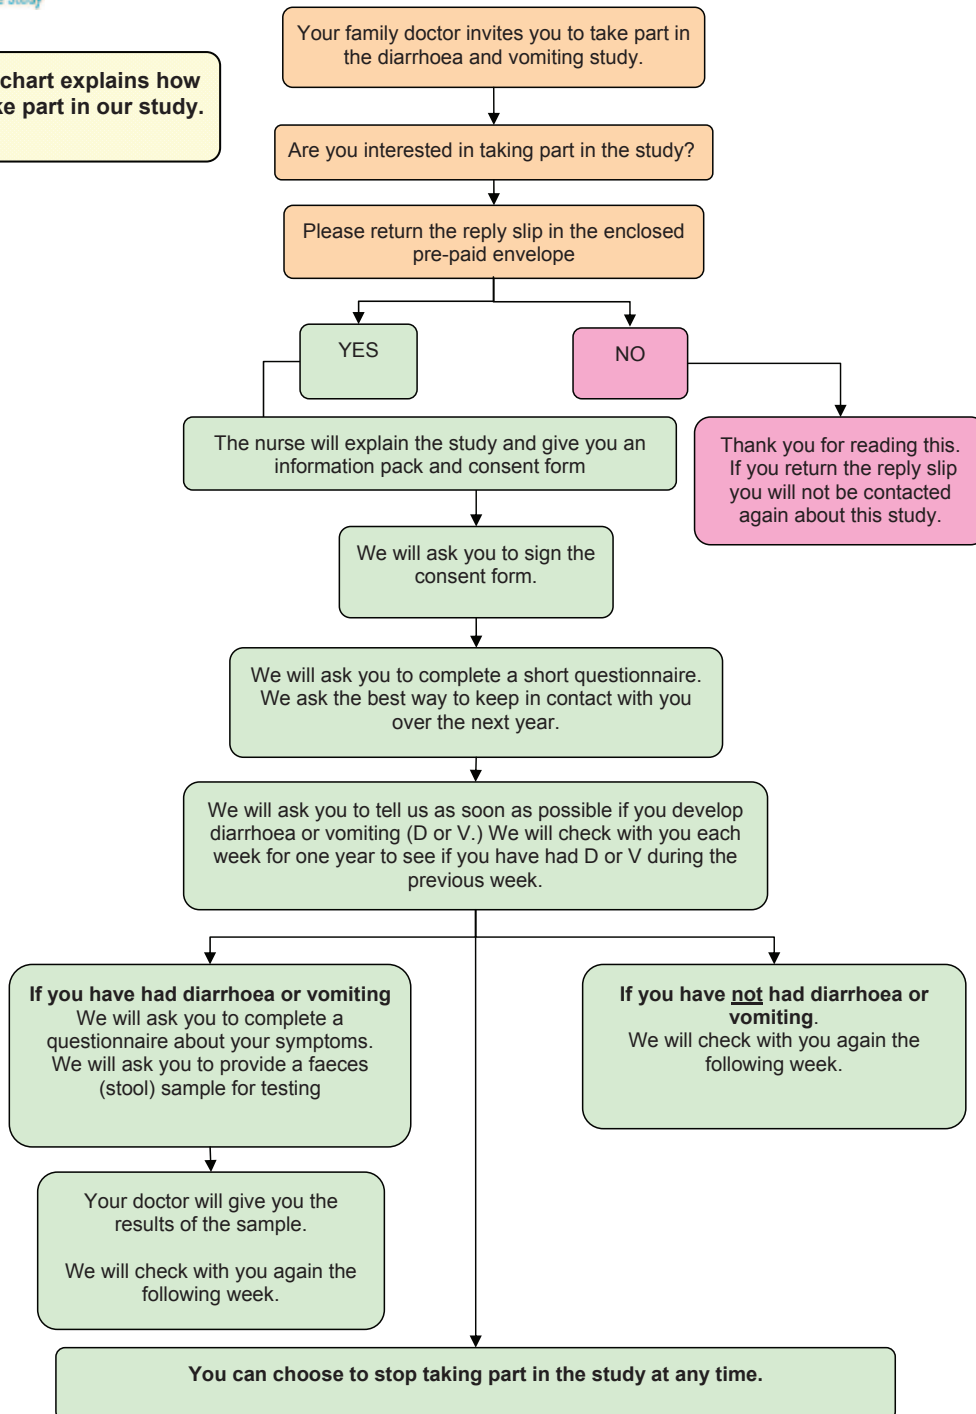 Study
chart explains how
ke part in our study.
Your family doctor invites you to take part in
the diarrhoea and vomiting study.
Are you interested in taking part in the study?
Please return the reply slip in the enclosed
pre-paid envelope
YES
NO
The nurse will explain the study and give you an
information pack and consent form
Thank you for reading this.
If you return the reply slip
you will not be contacted
again about this study.
We will ask you to sign the
consent form.
We will ask you to complete a short questionnaire.
We ask the best way to keep in contact with you
over the next year.
We will ask you to tell us as soon as possible if you develop
diarrhoea or vomiting (D or V.) We will check with you each
week for one year to see if you have had D or V during the
previous week.
If you have had diarrhoea or vomiting
We will ask you to complete a
questionnaire about your symptoms.
We will ask you to provide a faeces
(stool) sample for testing
If you have not had diarrhoea or
vomiting.
We will check with you again the
following week.
Your doctor will give you the
results of the sample.
We will check with you again the
following week.
You can choose to stop taking part in the study at any time.